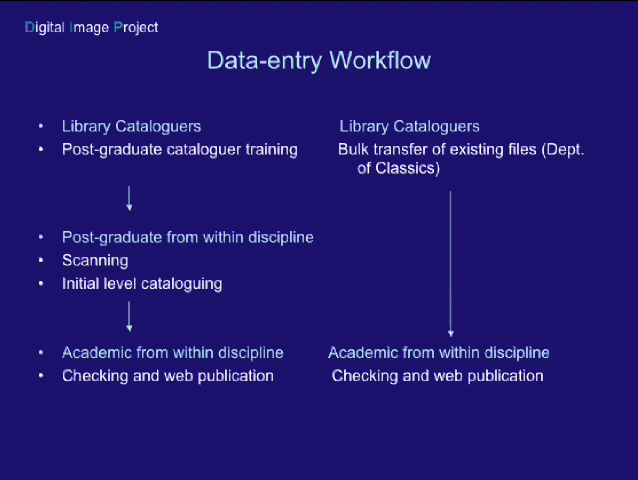 Digital Image Project
Data-entry Workflow
• Library Cataloguers
• Post-graduate cataloguer training
• Post-graduate from within discipline
• Scanning
• Initial level cataloguing
• Academic from within discipline
• Checking and web publication
Library Cataloguers
Bulk transfer of existing files (Dept.
of Classics)
Academic from within discipline
Checking and web publication